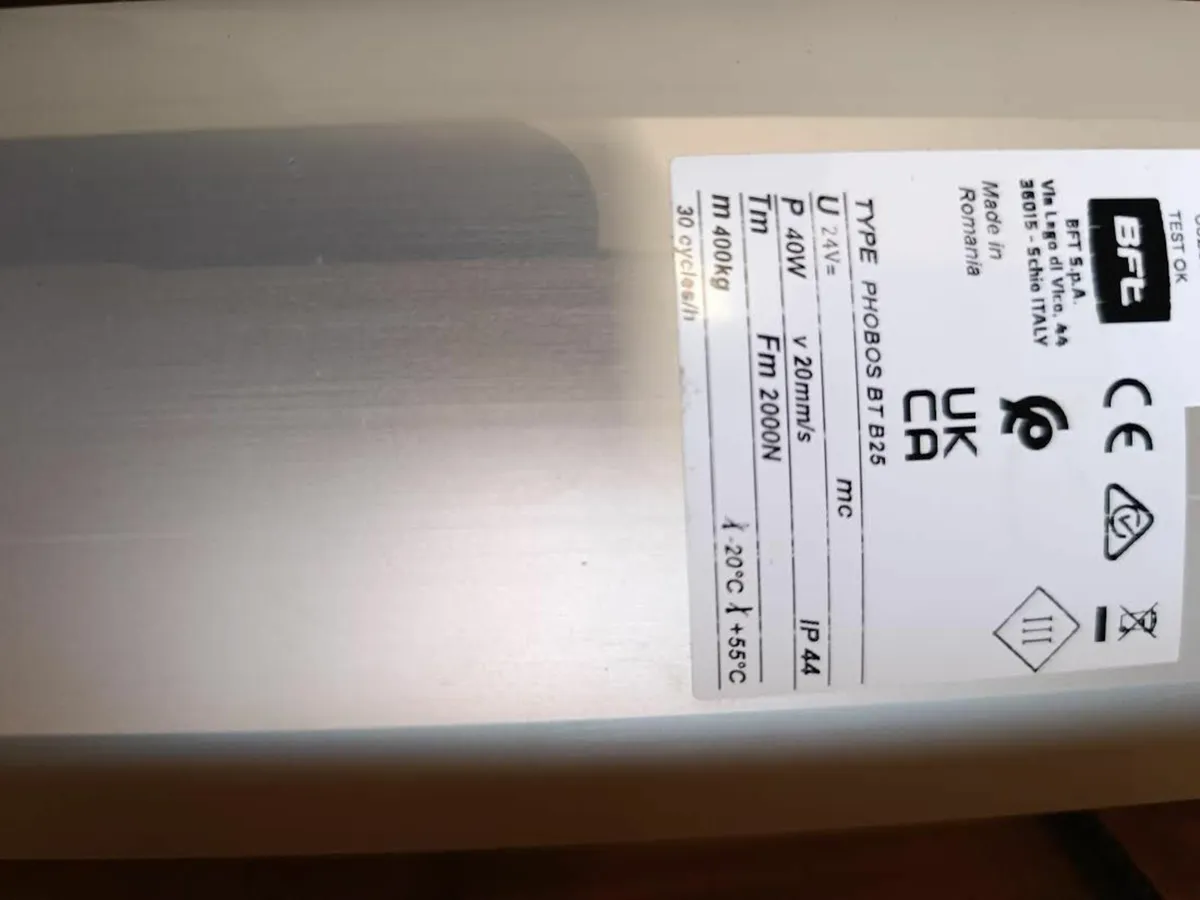 TEST OK
BFT
CE
BFT S.p.A.
Via Lago di Vico, 44
36015 - Schio ITALY
Made in
Romania
UK
CA
TYPE PHOBOS BT B25
mc
U 24V= 
P 40W v 20mm/s IP 44
Tm Fm 2000N
m 400kg -20°C +55°C
30 cycles/h